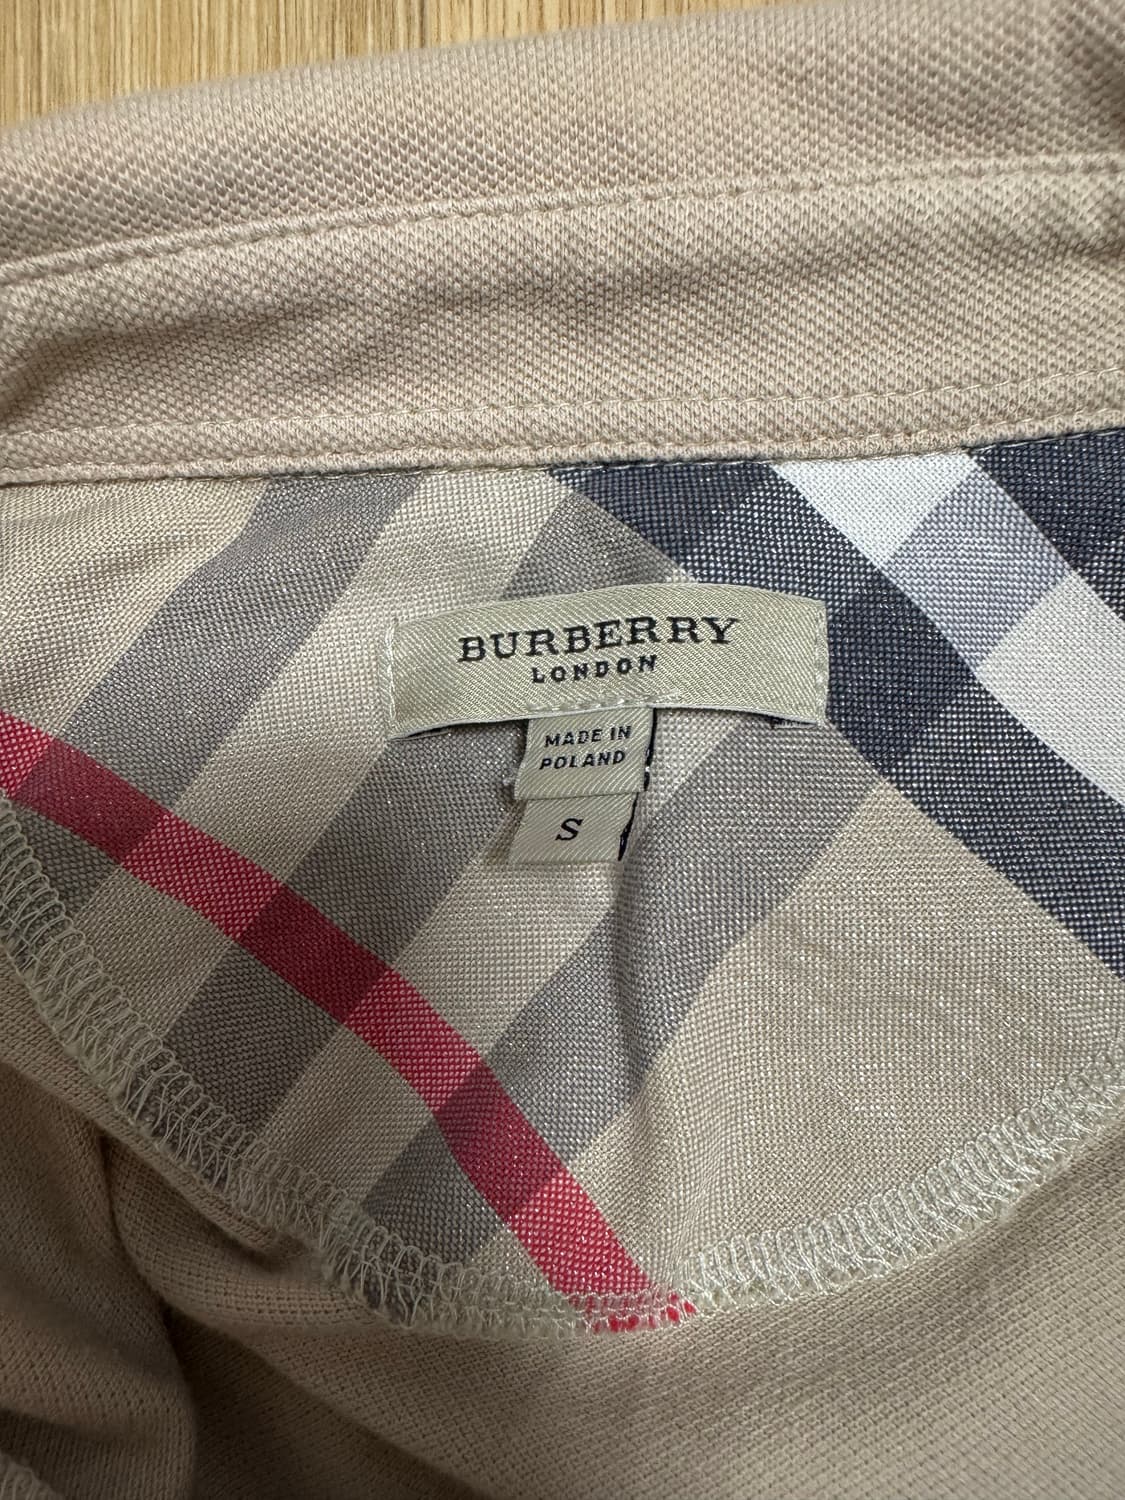 BURBERRY
LONDON
MADE IN
POLAND
S